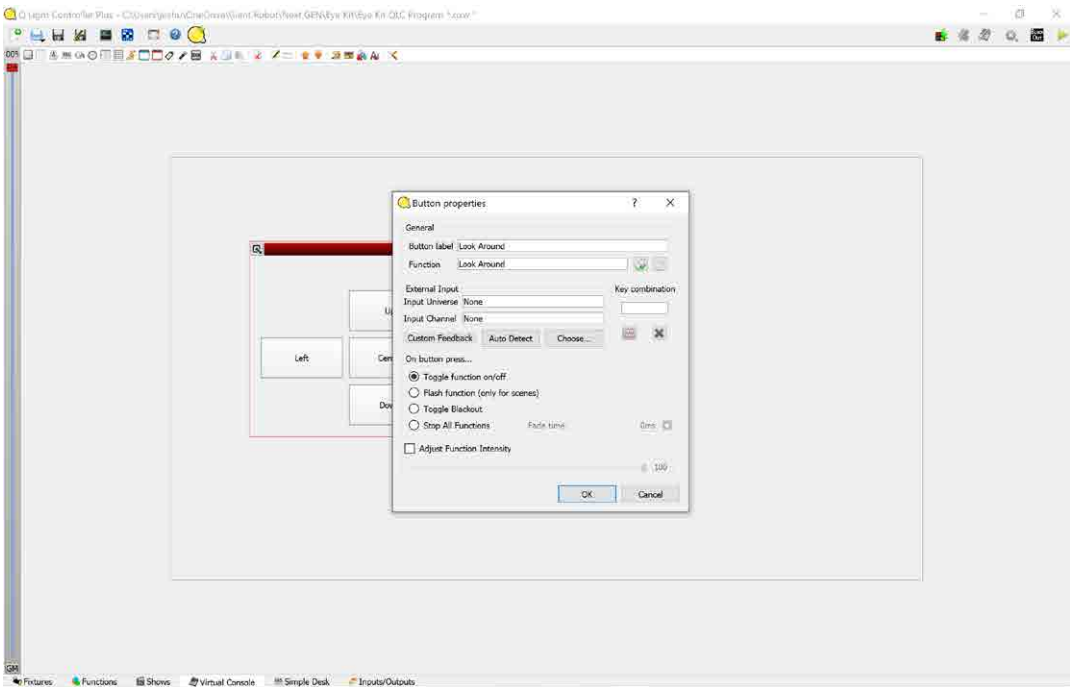 Q Light Controller Plus -
Button properties
?
General
Button label Look Around
Function Look Around
External Input
Key combination
Input Universe None
Input Channel None
Custom Feedback Auto Detect Choose...
On button press...
Toggle function on/off
Flash function (only for scenes)
Toggle Blackout
Stop All Functions Fade time 0ms
Adjust Function Intensity
100
OK Cancel
Left
GM
Fixtures Functions Shows Virtual Console Simple Desk Inputs/Outputs